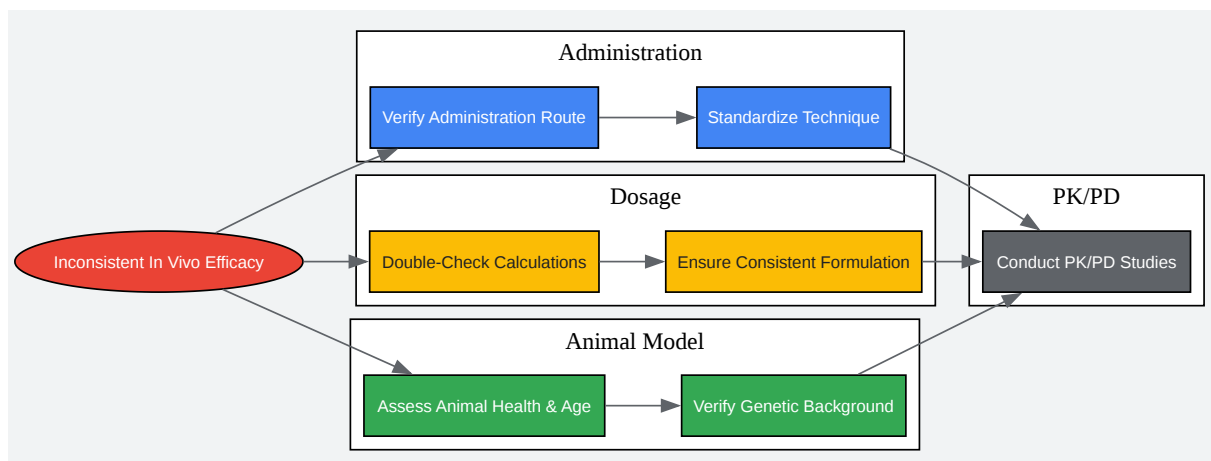 Administration
Verify Administration Route
Standardize Technique
Dosage
PK/PD
Inconsistent In Vivo Efficacy
Double-Check Calculations
Ensure Consistent Formulation
Conduct PK/PD Studies
Animal Model
Assess Animal Health & Age
Verify Genetic Background